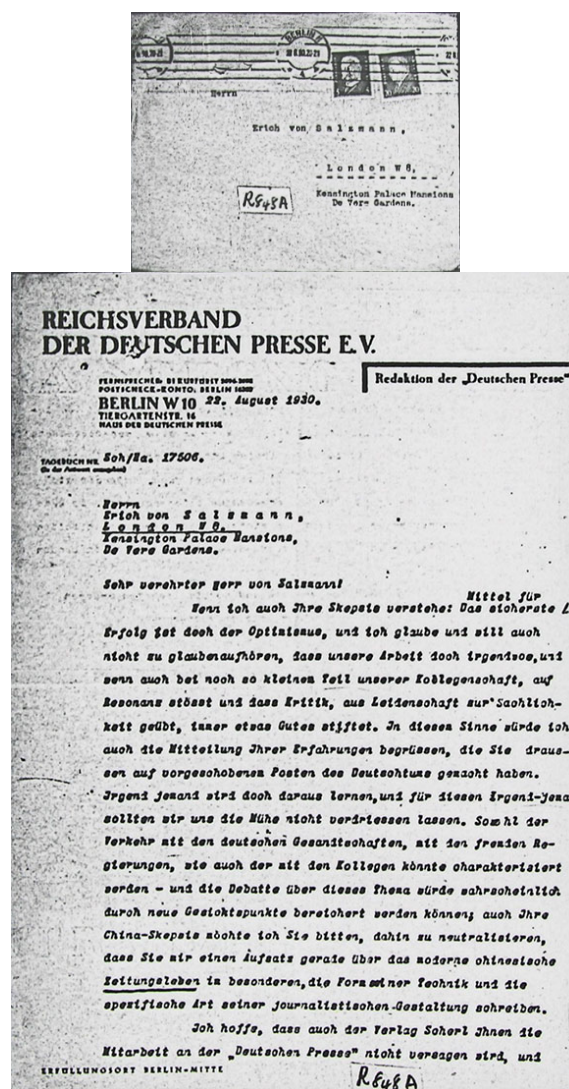 BERLIN
Herrn
Erich von Salzmann,
London W8,
Kensington Palace Mansions
De Vere Gardens.
R848A
REICHSVERBAND
DER DEUTSCHEN PRESSE E.V.
Redaktion der „Deutschen Presse"
POSTSCHECK-KONTO. BERLIN
BERLIN W10 22. August 1930.
TIERGARTENSTR. 16
HAUS DER DEUTSCHEN PRESSE
TAGEBUCH NR. Sch/Ra. 17506.
Herrn
Erich von Salzmann,
London W8.
Kensington Palace Mansions,
De Vere Gardens.
Sehr verehrter Herr von Salzmann!
Mittel für
Wenn ich auch Ihre Skepsis verstehe: Das sicherste
Erfolg ist doch der Optimismus, und ich glaube und will auch
nicht zu glaubenaufhören, dass unsere Arbeit doch irgendwo,und
wenn auch bei noch so kleinem Teil unserer Kollegenschaft, auf
Resonanz stösst und dass Kritik, aus Leidenschaft zur Sachlich-
keit geübt, immer etwas Gutes stiftet. In diesem Sinne würde ich
auch die Mitteilung Ihrer Erfahrungen begrüssen, die Sie draus-
sen auf vorgeschobenem Posten des Deutschtums gemacht haben.
Irgend jemand wird doch daraus lernen,und für diesen Irgend-jema
sollten wir uns die Mühe nicht verdriessen lassen. Sowohl der
Verkehr mit den deutschen Gesandtschaften, mit den fremden Re-
gierungen, wie auch der mit den Kollegen könnte charakterisiert
werden - und die Debatte über dieses Thema würde wahrscheinlich
durch neue Gesichtspunkte bereichert werden können; auch Ihre
China-Skepsis möchte ich Sie bitten, dahin zu neutralisieren,
dass Sie mir einen Aufsatz gerade über das moderne chinesische
Zeitungsleben im besonderen,die Form seiner Technik und die
spezifische Art seiner journalistischen Gestaltung schreiben.
Ich hoffe, dass auch der Verlag Scherl Ihnen die
Mitarbeit an der „Deutschen Presse" nicht versagen wird, und
ERFÜLLUNGSORT BERLIN-MITTE
R848A